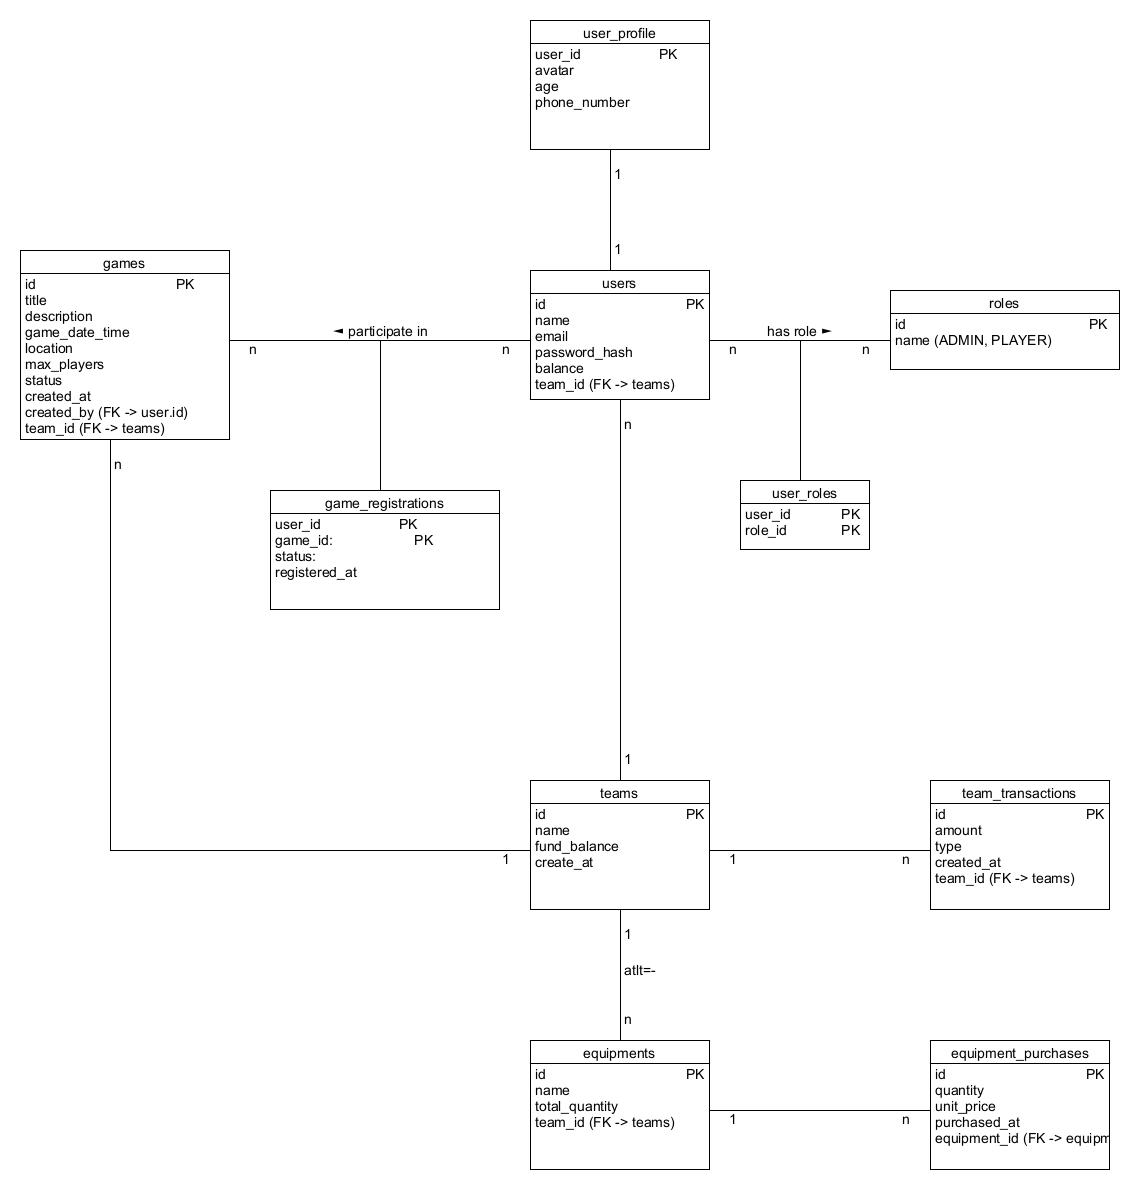 user_profile
user_id PK
avatar
age
phone_number
1
1
games
id PK
title
description
game_date_time
location
max_players
status
created_at
created_by (FK -> user.id)
team_id (FK -> teams)
n
◄ participate in
n
users
id PK
name
email
password_hash
balance
team_id (FK -> teams)
has role ►
n
n
roles
id PK
name (ADMIN, PLAYER)
n
n
game_registrations
user_id PK
game_id: PK
status:
registered_at
user_roles
user_id PK
role_id PK
1
teams
id PK
name
fund_balance
create_at
1
1
n
team_transactions
id PK
amount
type
created_at
team_id (FK -> teams)
1
atlt=-
n
equipments
id PK
name
total_quantity
team_id (FK -> teams)
1
n
equipment_purchases
id PK
quantity
unit_price
purchased_at
equipment_id (FK -> equipm